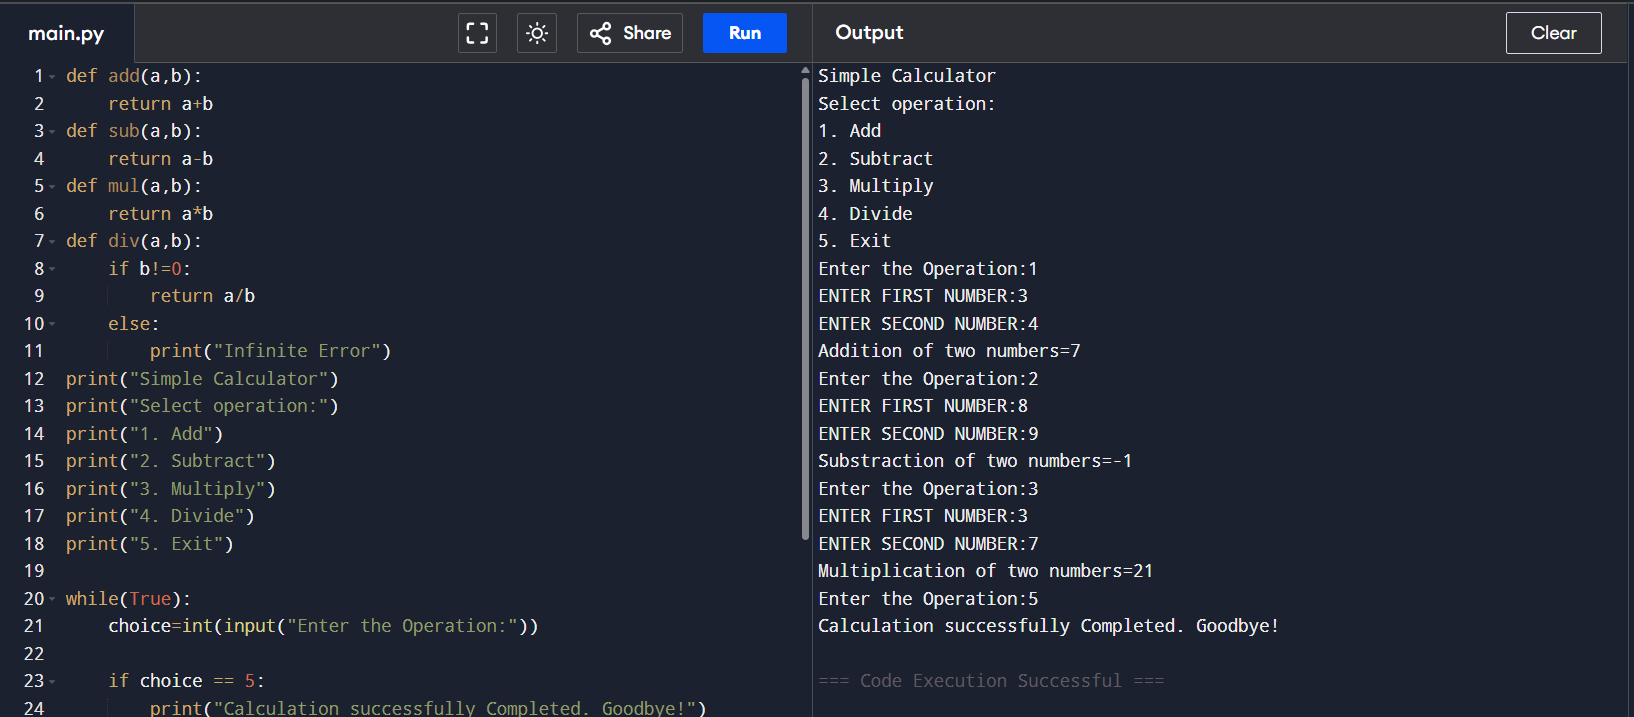 main.py
Share
Run
Output
Clear
1 def add(a,b):
2     return a+b
3 def sub(a,b):
4     return a-b
5 def mul(a,b):
6     return a*b
7 def div(a,b):
8     if b!=0:
9         return a/b
10     else:
11         print("Infinite Error")
12 print("Simple Calculator")
13 print("Select operation:")
14 print("1. Add")
15 print("2. Subtract")
16 print("3. Multiply")
17 print("4. Divide")
18 print("5. Exit")
19
20 while(True):
21     choice=int(input("Enter the Operation:"))
22
23     if choice == 5:
24         print("Calculation successfully Completed. Goodbye!")
Simple Calculator
Select operation:
1. Add
2. Subtract
3. Multiply
4. Divide
5. Exit
Enter the Operation:1
ENTER FIRST NUMBER:3
ENTER SECOND NUMBER:4
Addition of two numbers=7
Enter the Operation:2
ENTER FIRST NUMBER:8
ENTER SECOND NUMBER:9
Substraction of two numbers=-1
Enter the Operation:3
ENTER FIRST NUMBER:3
ENTER SECOND NUMBER:7
Multiplication of two numbers=21
Enter the Operation:5
Calculation successfully Completed. Goodbye!
=== Code Execution Successful ===